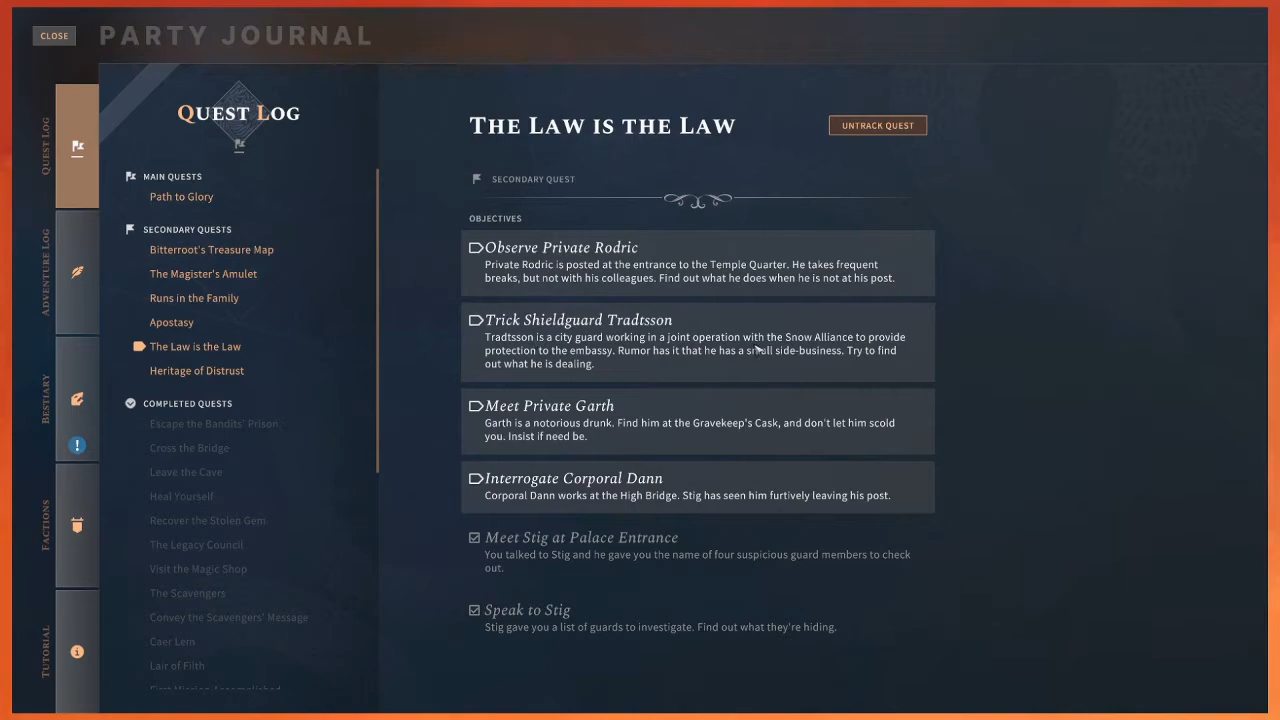 CLOSE
PARTY JOURNAL
QUEST LOG
ADVENTURE LOG
BESTIARY
FACTIONS
TUTORIAL
QUEST LOG
MAIN QUESTS
Path to Glory
SECONDARY QUESTS
Bitterroot's Treasure Map
The Magister's Amulet
Runs in the Family
Apostasy
The Law is the Law
Heritage of Distrust
COMPLETED QUESTS
Escape the Bandits' Prison
Cross the Bridge
Leave the Cave
Heal Yourself
Recover the Stolen Gem
The Legacy Council
Visit the Magic Shop
The Scavengers
Convey the Scavengers' Message
Caer Lem
Lair of Filth
First Mission Accomplished
THE LAW IS THE LAW
UNTRACK QUEST
SECONDARY QUEST
OBJECTIVES
Observe Private Rodric
Private Rodric is posted at the entrance to the Temple Quarter. He takes frequent
breaks, but not with his colleagues. Find out what he does when he is not at his post.
Trick Shieldguard Tradtsson
Tradtsson is a city guard working in a joint operation with the Snow Alliance to provide
protection to the embassy. Rumor has it that he has a small side-business. Try to find
out what he is dealing.
Meet Private Garth
Garth is a notorious drunk. Find him at the Gravekeep's Cask, and don't let him scold
you. Insist if need be.
Interrogate Corporal Dann
Corporal Dann works at the High Bridge. Stig has seen him furtively leaving his post.
Meet Stig at Palace Entrance
You talked to Stig and he gave you the name of four suspicious guard members to check
out.
Speak to Stig
Stig gave you a list of guards to investigate. Find out what they're hiding.